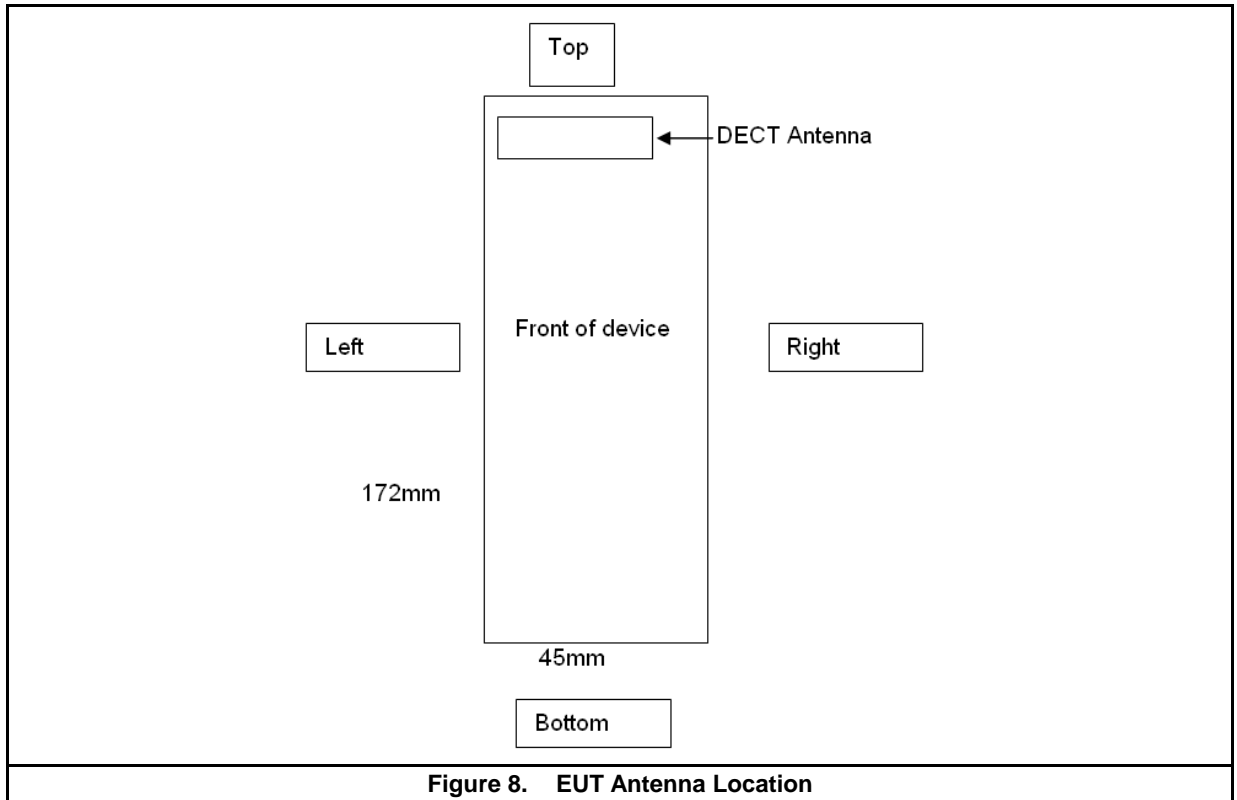 Top
DECT Antenna
Front of device
Left
Right
172mm
45mm
Bottom
Figure 8. EUT Antenna Location